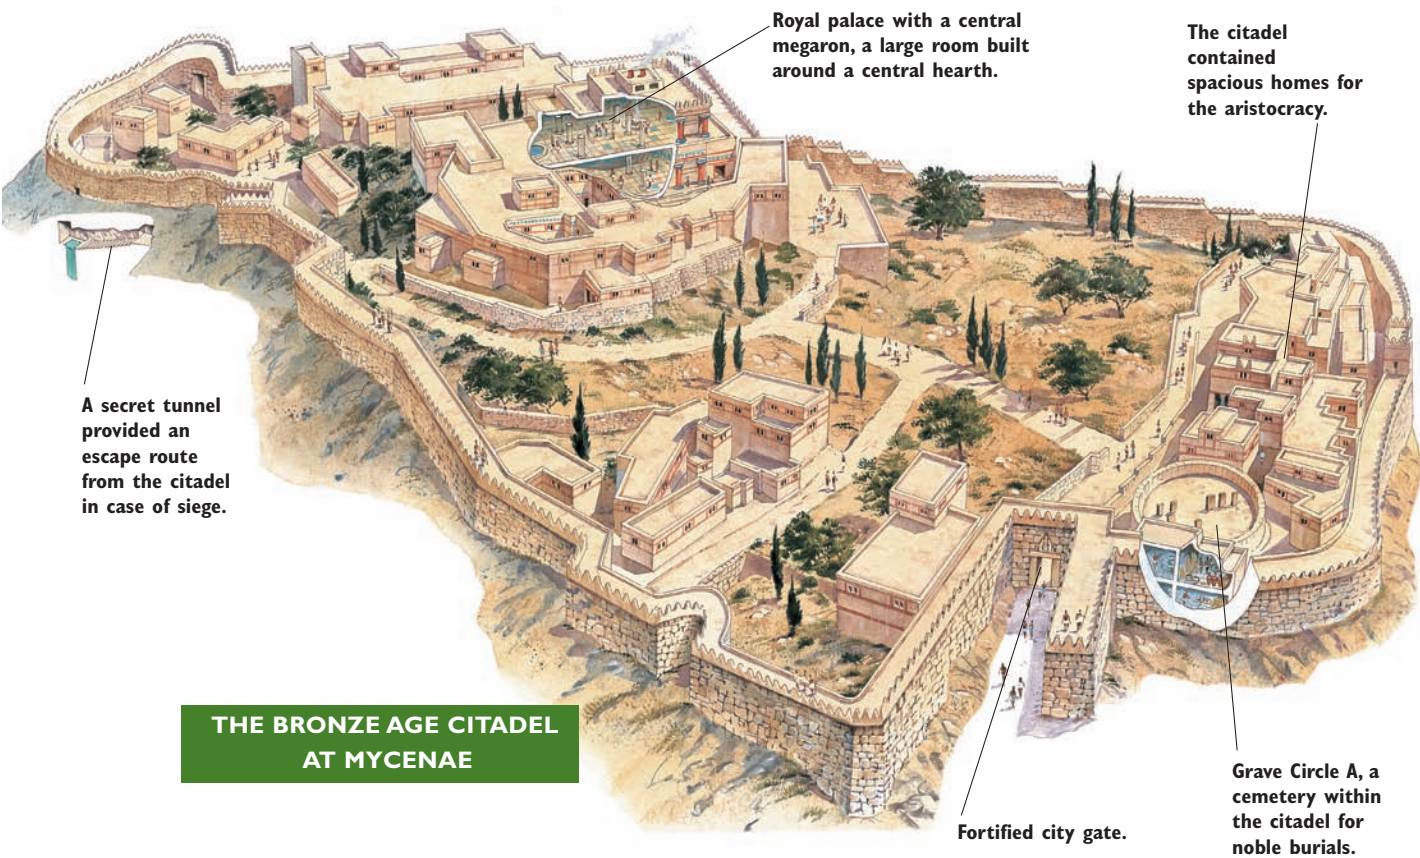 Royal palace with a central
megaron, a large room built
around a central hearth.
The citadel
contained
spacious homes for
the aristocracy.
A secret tunnel
provided an
escape route
from the citadel
in case of siege.
THE BRONZE AGE CITADEL
AT MYCENAE
Fortified city gate.
Grave Circle A, a
cemetery within
the citadel for
noble burials.